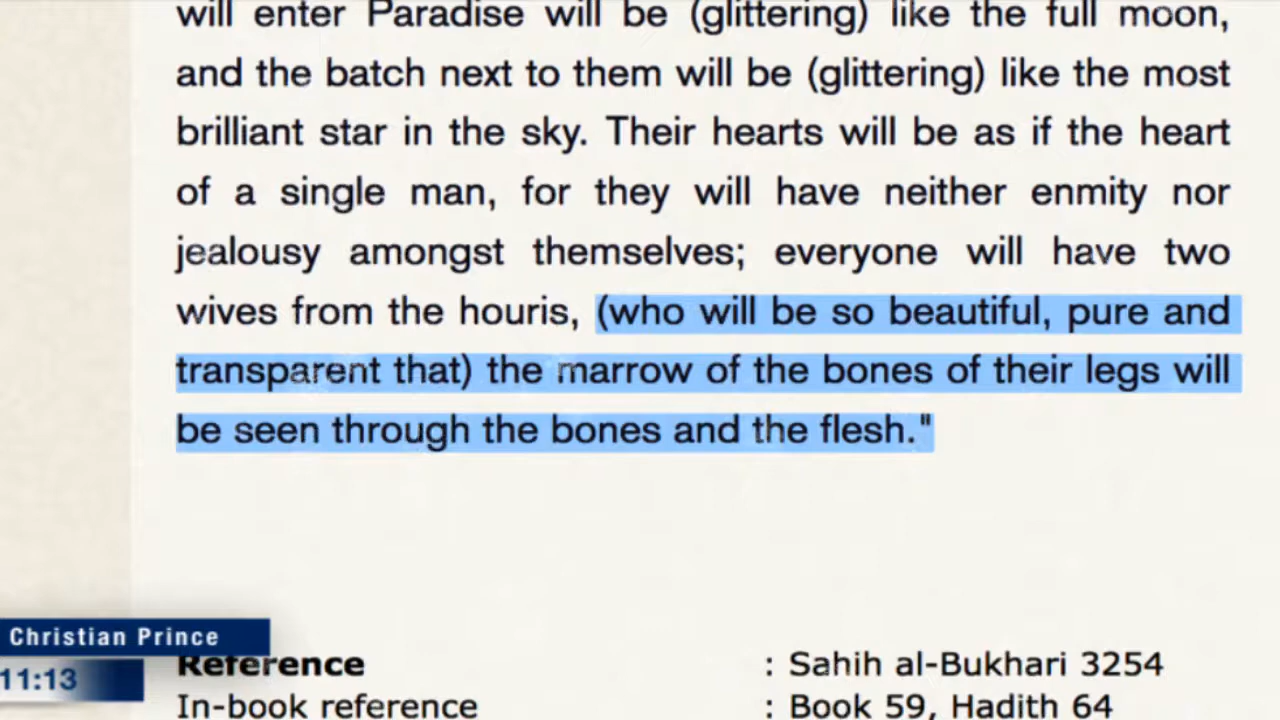 will enter Paradise will be (glittering) like the full moon,
and the batch next to them will be (glittering) like the most
brilliant star in the sky. Their hearts will be as if the heart
of a single man, for they will have neither enmity nor
jealousy amongst themselves; everyone will have two
wives from the houris, (who will be so beautiful, pure and
transparent that) the marrow of the bones of their legs will
be seen through the bones and the flesh."
Christian Prince
11:13
Reference : Sahih al-Bukhari 3254
In-book reference : Book 59, Hadith 64